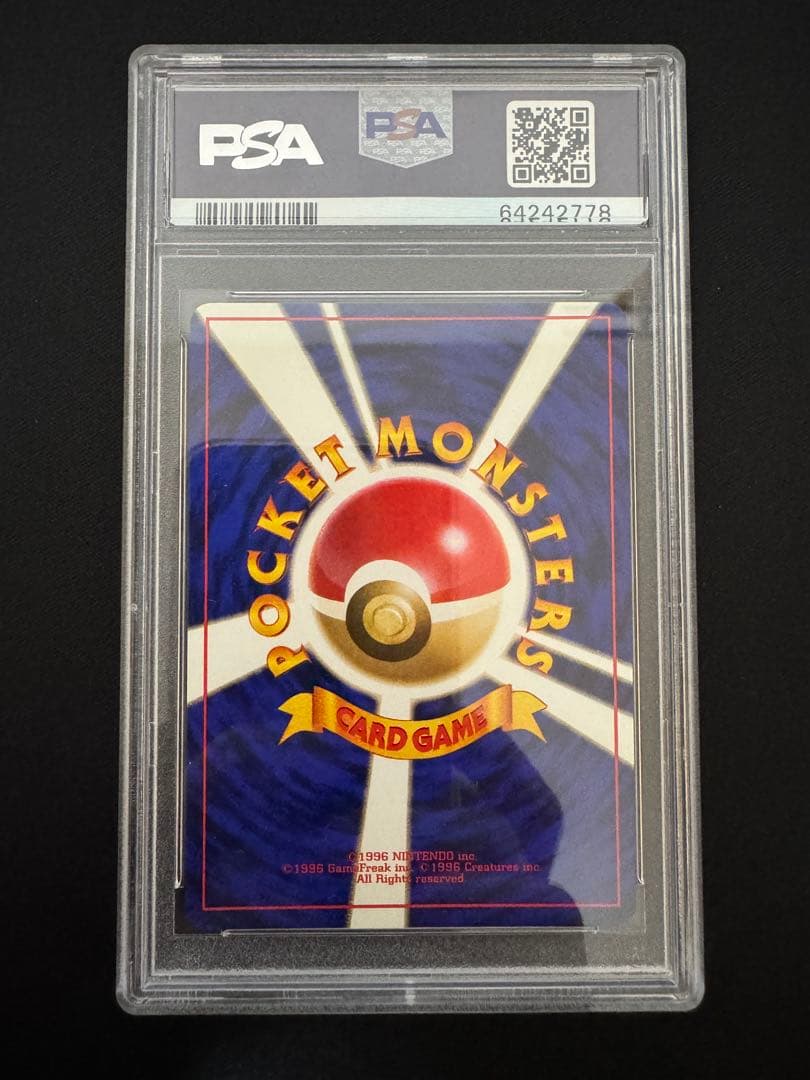 PSA
PSA
64242778
POCKET MONSTERS
CARD GAME
©1996 NINTENDO inc.
©1996 GameFreak inc. ©1996 Creatures inc.
All Rights reserved